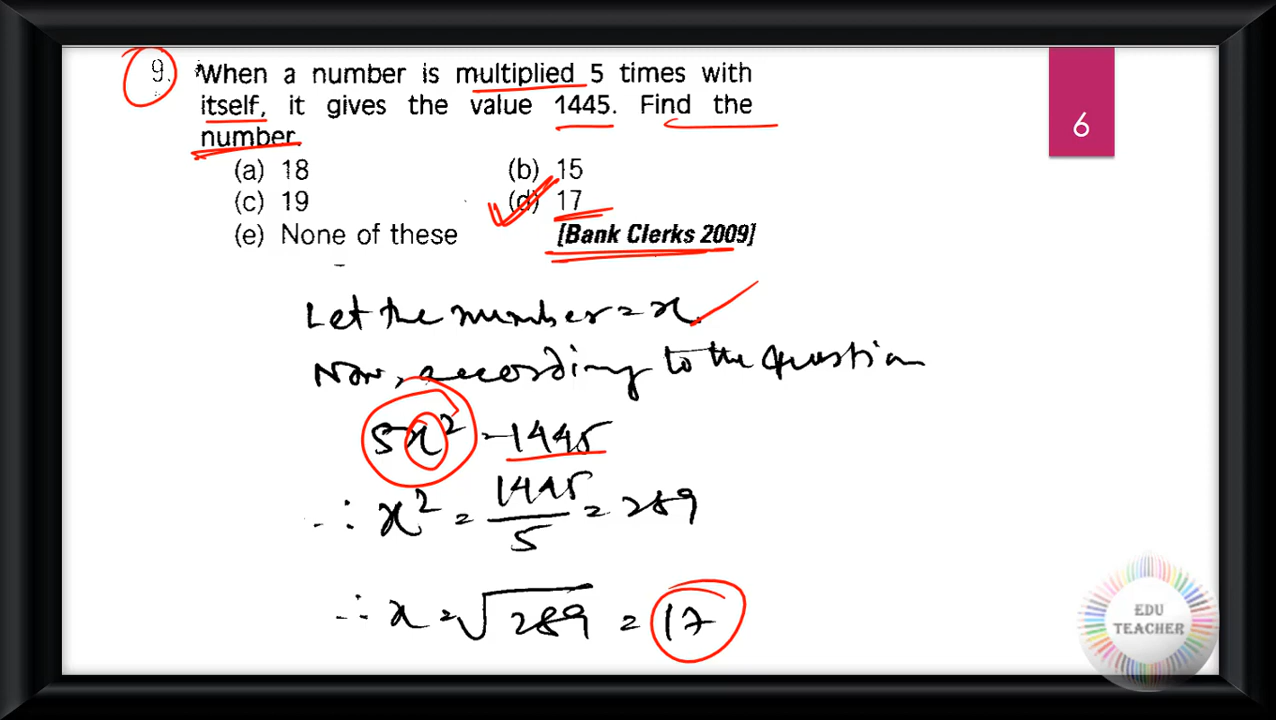 9. When a number is multiplied 5 times with
itself, it gives the value 1445. Find the
number.
(a) 18 (b) 15
(c) 19 (d) 17
(e) None of these [Bank Clerks 2009]
6
Let the number = x.
Now, according to the question
5x² = 1445
∴ x² = 1445/5 = 289
∴ x = √289 = 17
EDU
TEACHER